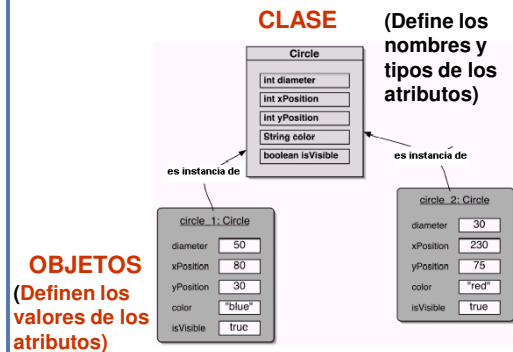 CLASE
(Define los
nombres y
tipos de los
atributos)
Circle
int diameter
int xPosition
int yPosition
String color
boolean isVisible
es instancia de
es instancia de
circle_1: Circle
diameter 50
xPosition 80
yPosition 30
color "blue"
isVisible true
circle_2: Circle
diameter 30
xPosition 230
yPosition 75
color "red"
isVisible true
OBJETOS
(Definen los
valores de los
atributos)